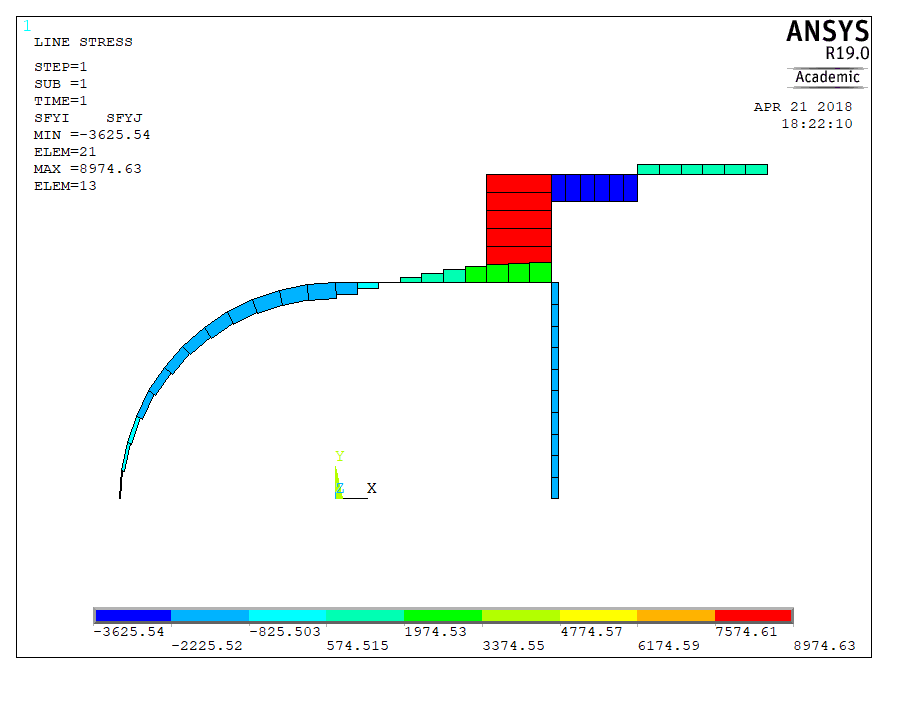 1
LINE STRESS
STEP=1
SUB =1
TIME=1
SFYI    SFYJ
MIN =-3625.54
ELEM=21
MAX =8974.63
ELEM=13
ANSYS
R19.0
Academic
APR 21 2018
18:22:10
Y
Z
X
-3625.54 -825.503 1974.53 4774.57 7574.61
-2225.52 574.515 3374.55 6174.59 8974.63